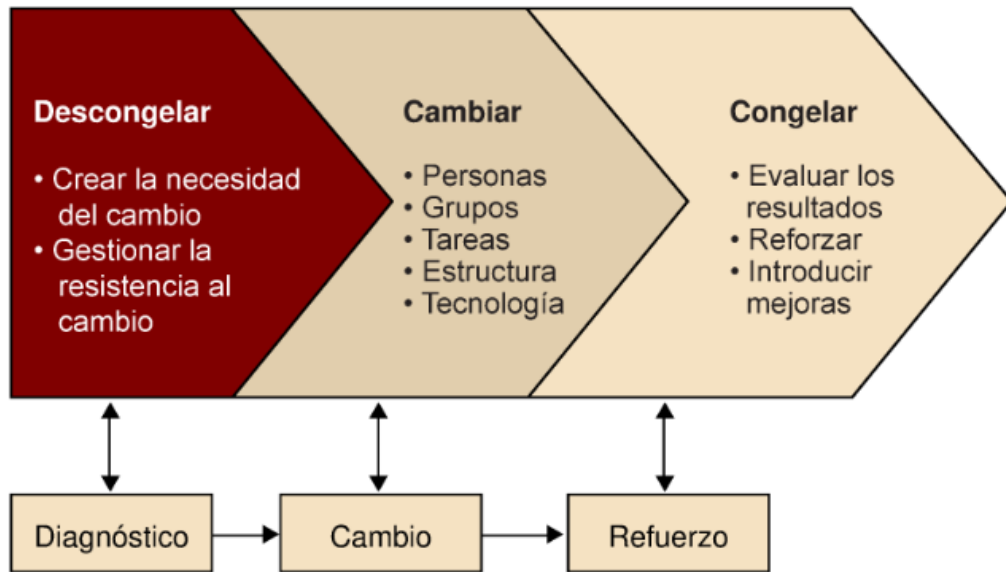 Descongelar
• Crear la necesidad
del cambio
• Gestionar la
resistencia al
cambio
Cambiar
• Personas
• Grupos
• Tareas
• Estructura
• Tecnología
Congelar
• Evaluar los
resultados
• Reforzar
• Introducir
mejoras
Diagnóstico
Cambio
Refuerzo